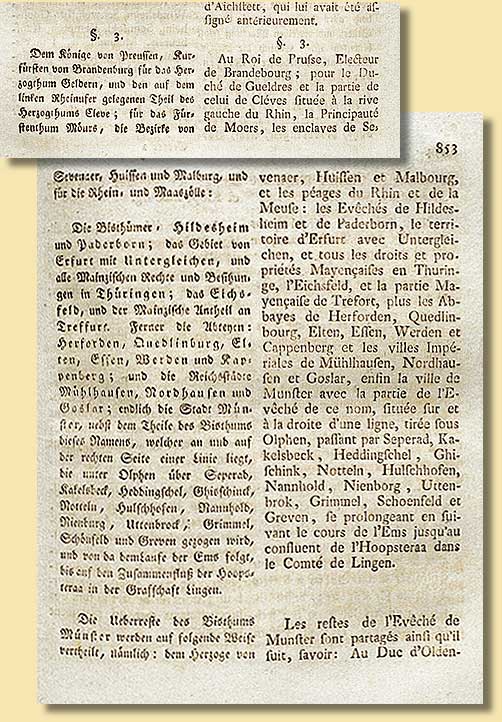 §. 3.
Dem Könige von Preussen, Kur-
fürsten von Brandenburg für das Her-
zogthum Geldern, und den auf dem
linken Rheinufer gelegenen Theil des
Herzogthums Cleve; für das Für-
stenthum Mörs, die Bezirke von
d'Aichſtett, qui lui avait été aſ-
ſigné antérieurement.
§. 3.
Au Roi de Pruſſe, Electeur
de Brandebourg; pour le Du-
ché de Gueldres et la partie de
celui de Cléves située à la rive
gauche du Rhin, la Principauté
de Moers, les enclaves de Se-
853
Sevenaer, Huissen und Malburg, und
für die Rhein- und Maaszölle:
Die Bisthümer, Hildesheim
und Paderborn; das Gebiet von
Erfurt mit Untergleichen, und
alle Mainzischen Rechte und Besitzun-
gen in Thüringen; das Eichs-
feld, und der Mainzische Antheil an
Treffurt. Ferner die Abteyen:
Herforden, Quedlinburg, El-
ten, Essen, Werden und Kap-
penberg; und die Reichsstädte
Mühlhausen, Nordhausen und
Goslar; endlich die Stadt Mün-
ster, nebst dem Theile des Bisthums
dieses Namens, welcher an und auf
der rechten Seite einer Linie liegt,
die unter Olphen über Seperad,
Kakelsbeck, Heddingschel, Ghischinck,
Notteln, Hulschhofen, Nannhold,
Nienburg, Uttenbrock, Grimmel,
Schönfeld und Greven gezogen wird,
und von da dem Laufe der Ems folgt,
bis auf den Zusammenfluß der Hoops-
teraa in der Grafschaft Lingen.
Die Ueberreste des Bisthums
Münster werden auf folgende Weise
vertheilt, nämlich: dem Herzoge von
venaer, Huiſſen et Malbourg,
et les péages du Rhin et de la
Meuſe: les Evêchés de Hildes-
heim et de Paderborn, le terri-
toire d'Erfurt avec Unterglei-
chen, et tous les droits et pro-
priétés Mayençaiſes en Thurin-
ge, l'Eichsfeld, et la partie Ma-
yençaiſe de Trefort, plus les Ab-
bayes de Herforden, Quedlin-
bourg, Elten, Eſſen, Werden et
Cappenberg et les villes Impé-
riales de Mühlhauſen, Nordhau-
ſen et Goslar, enfin la ville de
Munſter avec la partie de l'E-
vêché de ce nom, située ſur et
à la droite d'une ligne, tirée sous
Olphen, paſſant par Seperad, Ka-
kelsbeck, Heddingſchel, Ghi-
ſchink, Notteln, Hulſchhofen,
Nannhold, Nienborg, Utten-
brok, Grimmel, Schoenfeld et
Greven, ſe prolongeant en ſui-
vant le cours de l'Ems juſqu'au
confluent de l'Hoopsteraa dans
le Comté de Lingen.
Les reſtes de l'Evêché de
Munſter ſont partagés ainſi qu'il
ſuit, ſavoir: Au Duc d'Olden-